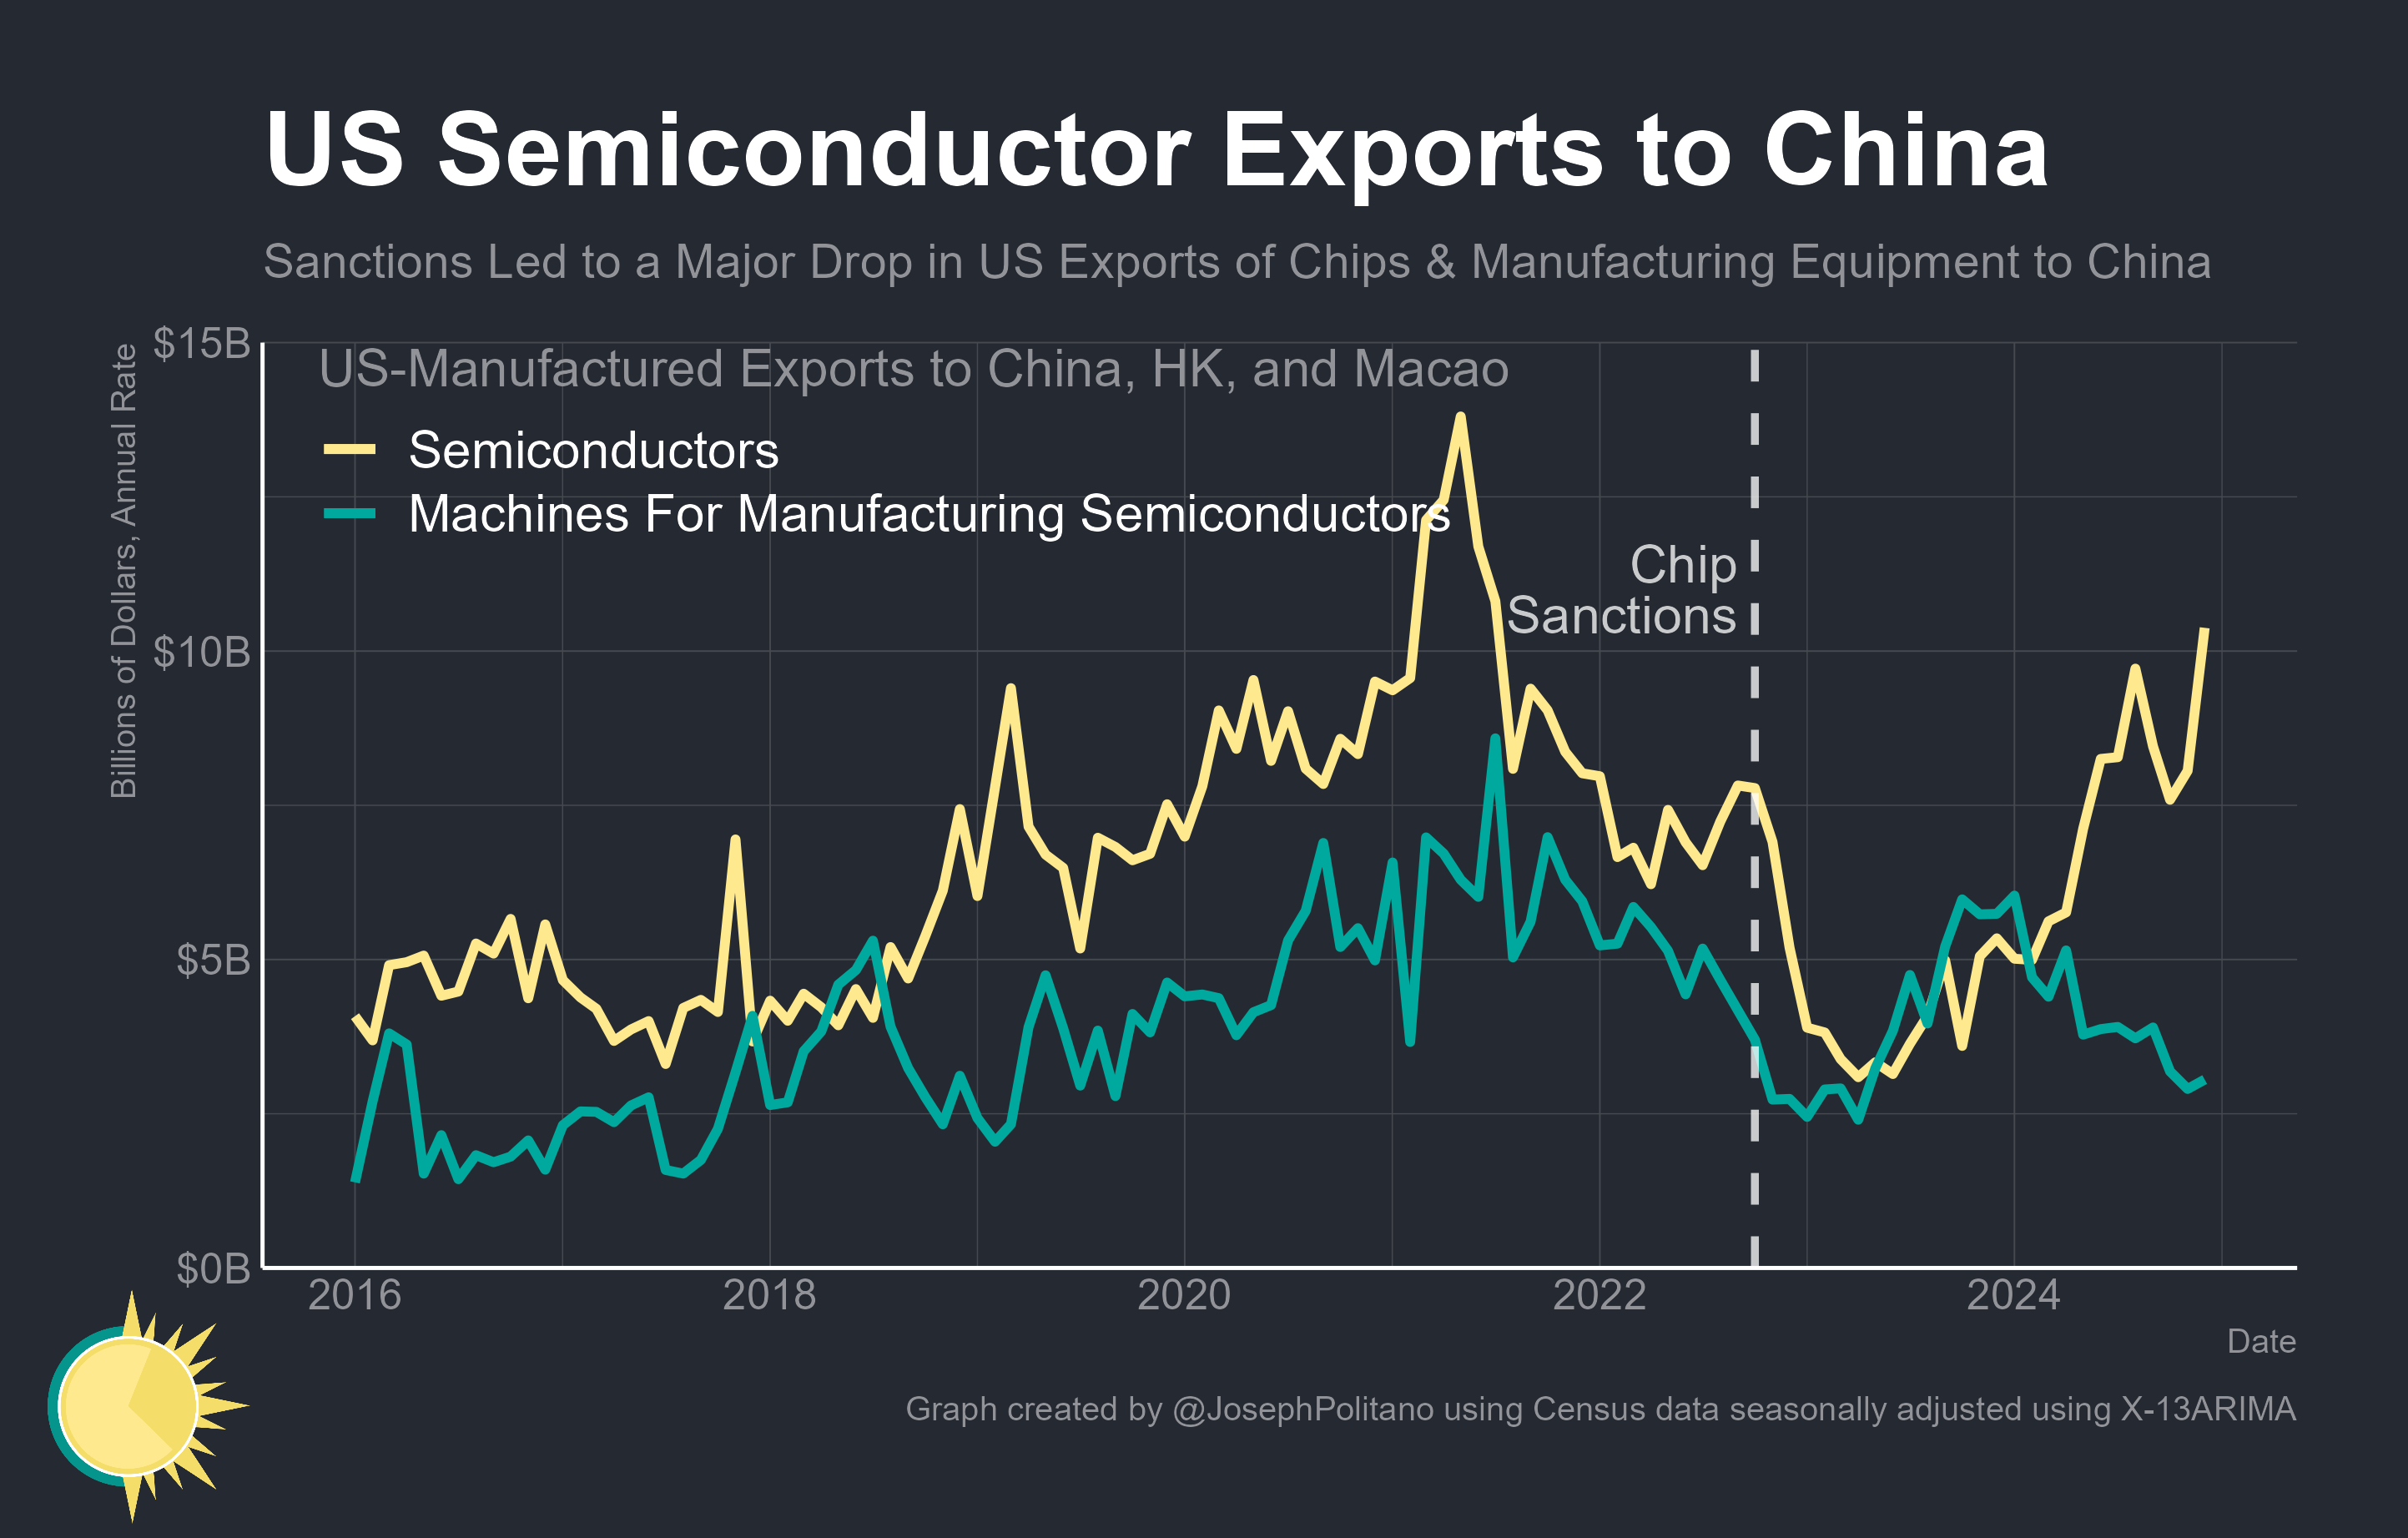 US Semiconductor Exports to China
Sanctions Led to a Major Drop in US Exports of Chips & Manufacturing Equipment to China
Billions of Dollars, Annual Rate
$15B
$10B
$5B
$0B
US-Manufactured Exports to China, HK, and Macao
Semiconductors
Machines For Manufacturing Semiconductors
Chip
Sanctions
2016
2018
2020
2022
2024
Date
Graph created by @JosephPolitano using Census data seasonally adjusted using X-13ARIMA